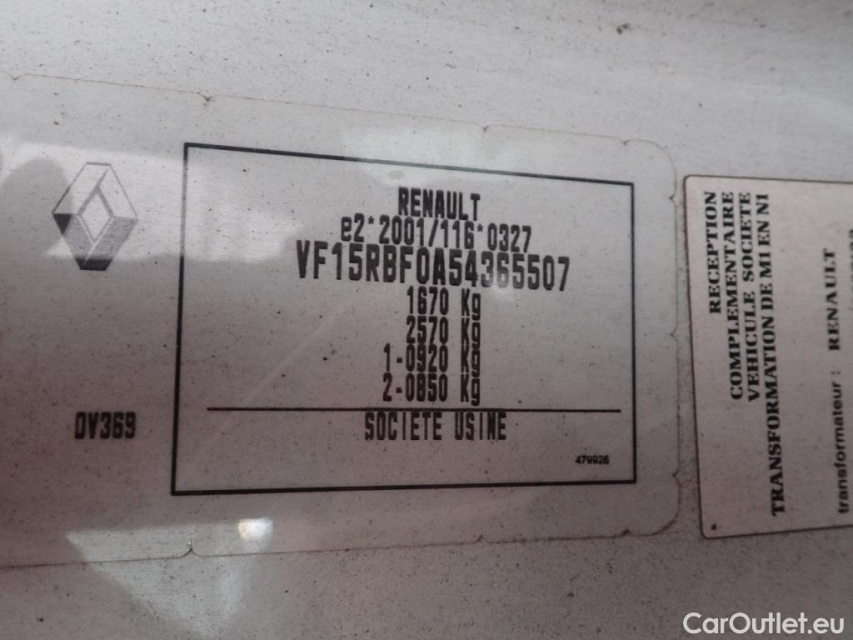 RENAULT
e2*2001/116*0327
VF15RBF0A54365507
1670 Kg
2570 Kg
1-0920 Kg
2-0850 Kg
SOCIETE USINE
479926
0V369
RECEPTION
COMPLEMENTAIRE
VEHICULE SOCIETE
TRANSFORMATION DE M1 EN N1
transformateur : RENAULT
CarOutlet.eu